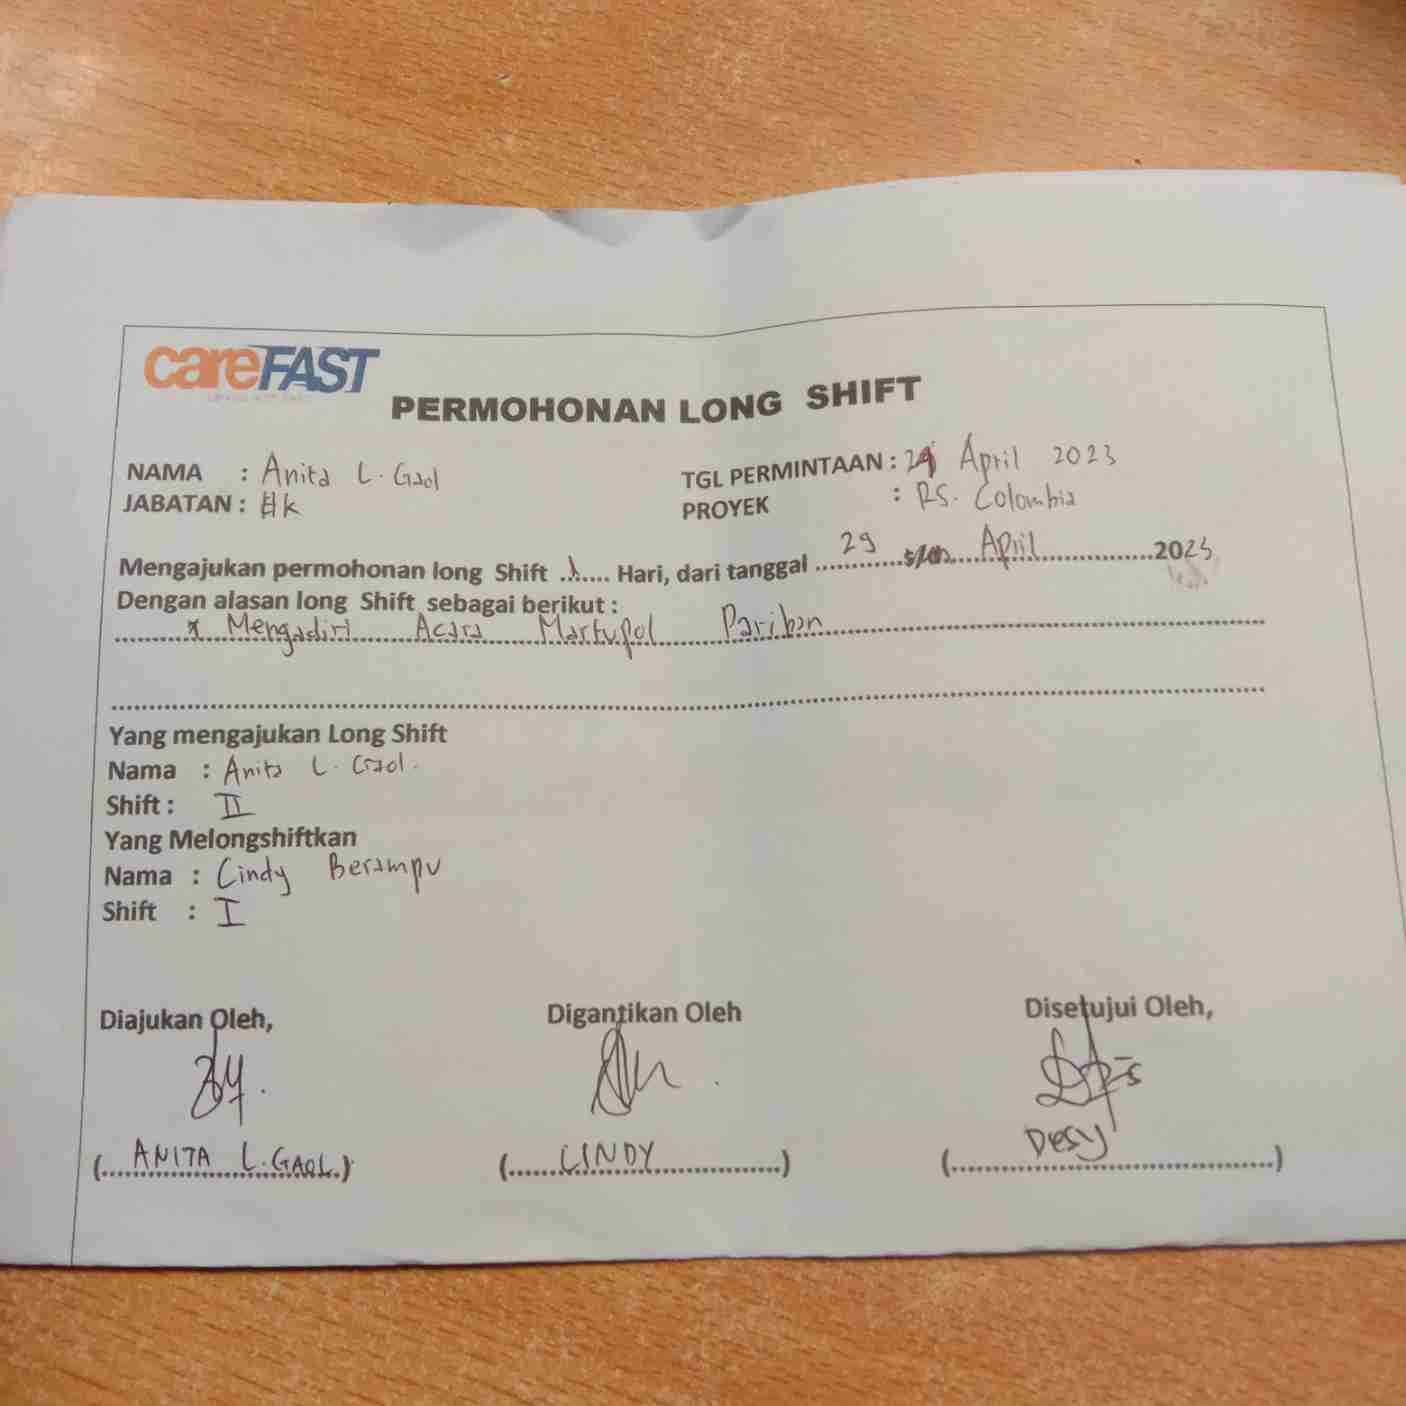 careFAST
PERMOHONAN LONG SHIFT
NAMA : Anita L. Gaol
TGL PERMINTAAN : April 2023
JABATAN : HK
PROYEK : RS. Colombia
Mengajukan permohonan long Shift ....... Hari, dari tanggal ...29... April ...2023
Dengan alasan long Shift sebagai berikut :
* Mengadiri Acara Martupol Pariban
Yang mengajukan Long Shift
Nama : Anita L. Gaol.
Shift : II
Yang Melongshiftkan
Nama : Cindy Berampu
Shift : I
Diajukan Oleh, Digantikan Oleh Disetujui Oleh,
(ANITA L. GAOL) (CINDY) (Desy)